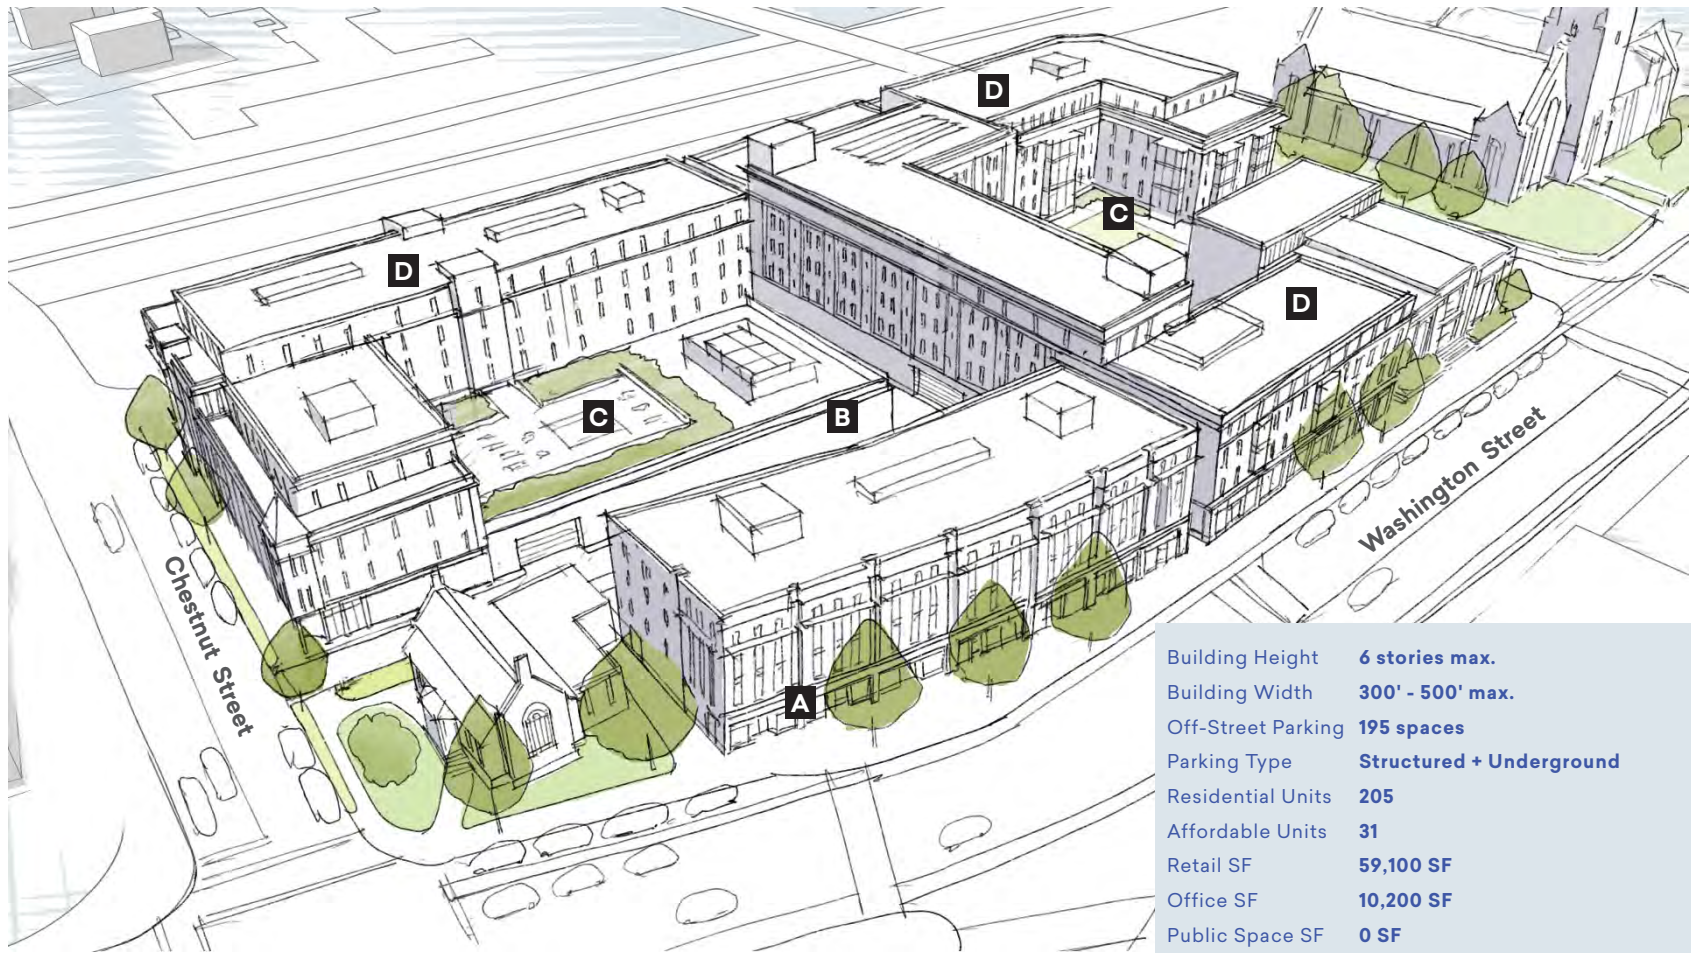 D
D
C
D
C
B
A
Chestnut Street
Washington Street
Building Height 6 stories max.
Building Width 300' - 500' max.
Off-Street Parking 195 spaces
Parking Type Structured + Underground
Residential Units 205
Affordable Units 31
Retail SF 59,100 SF
Office SF 10,200 SF
Public Space SF 0 SF